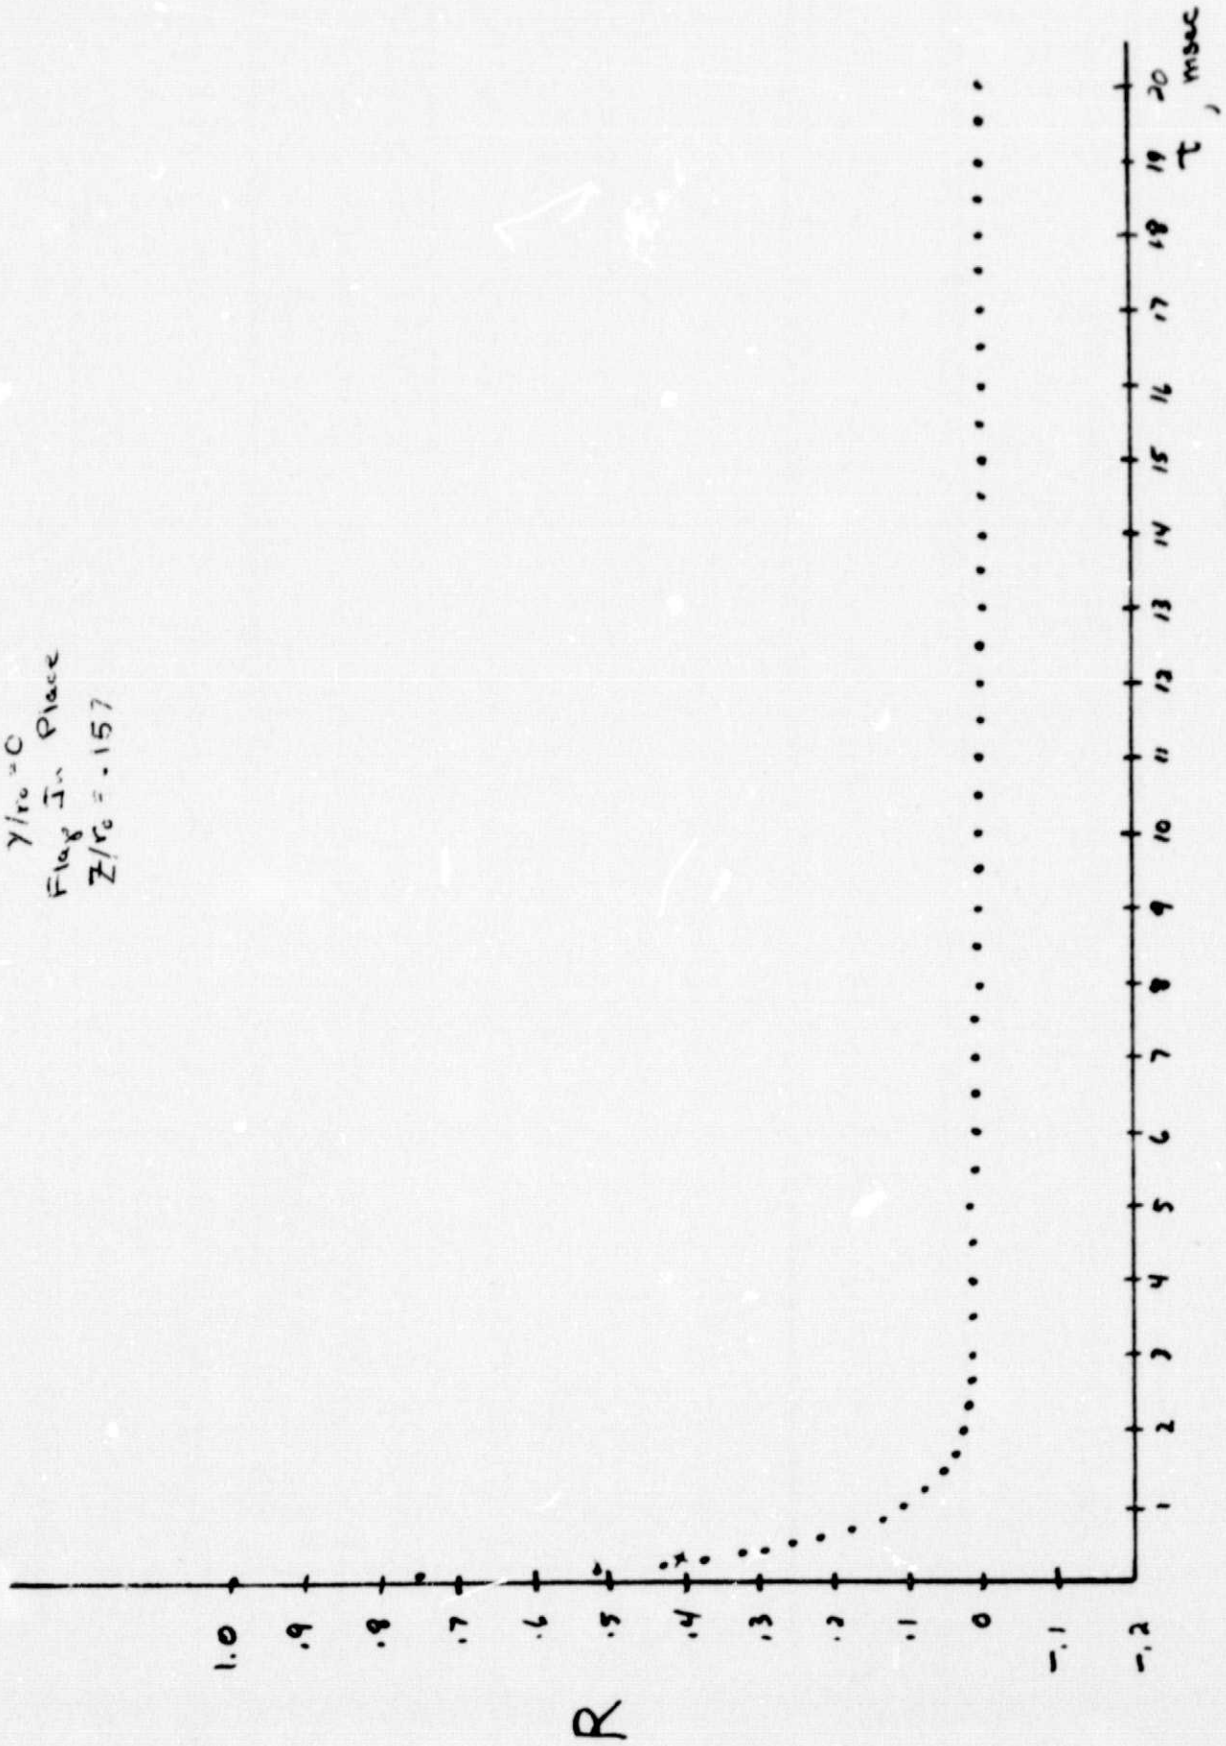 y/r₀ = 0
Flag In Place
Z/r₀ = .157
R
1.0
.9
.8
.7
.6
.5
.4
.3
.2
.1
0
-.1
-.2
1 2 3 4 5 6 7 8 9 10 11 12 13 14 15 16 17 18 19 20
τ, msec